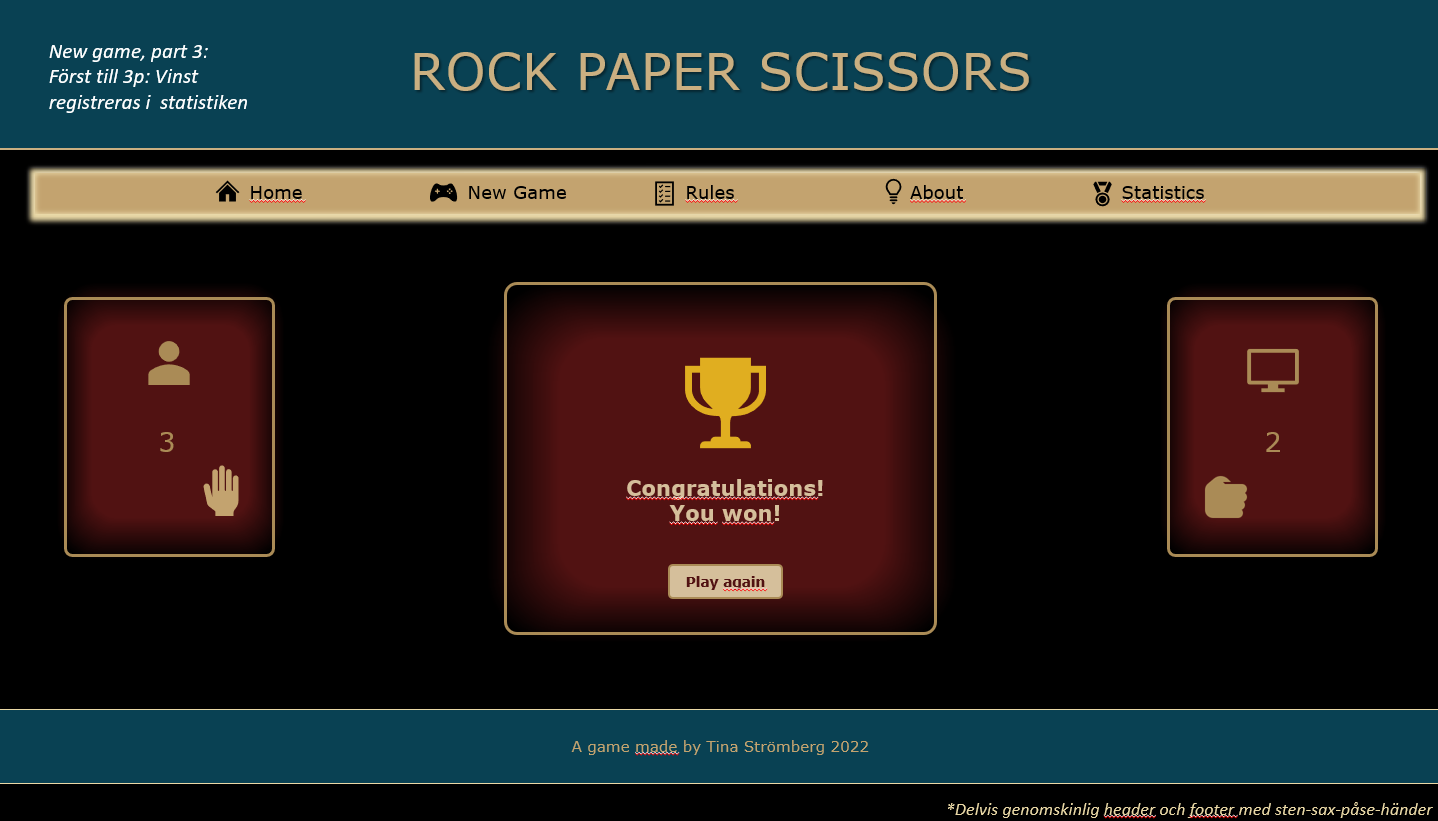 New game, part 3:
Först till 3p: Vinst
registreras i  statistiken
ROCK PAPER SCISSORS
Home
New Game
Rules
About
Statistics
3
Congratulations!
You won!
Play again
2
A game made by Tina Strömberg 2022
*Delvis genomskinlig header och footer med sten-sax-påse-händer